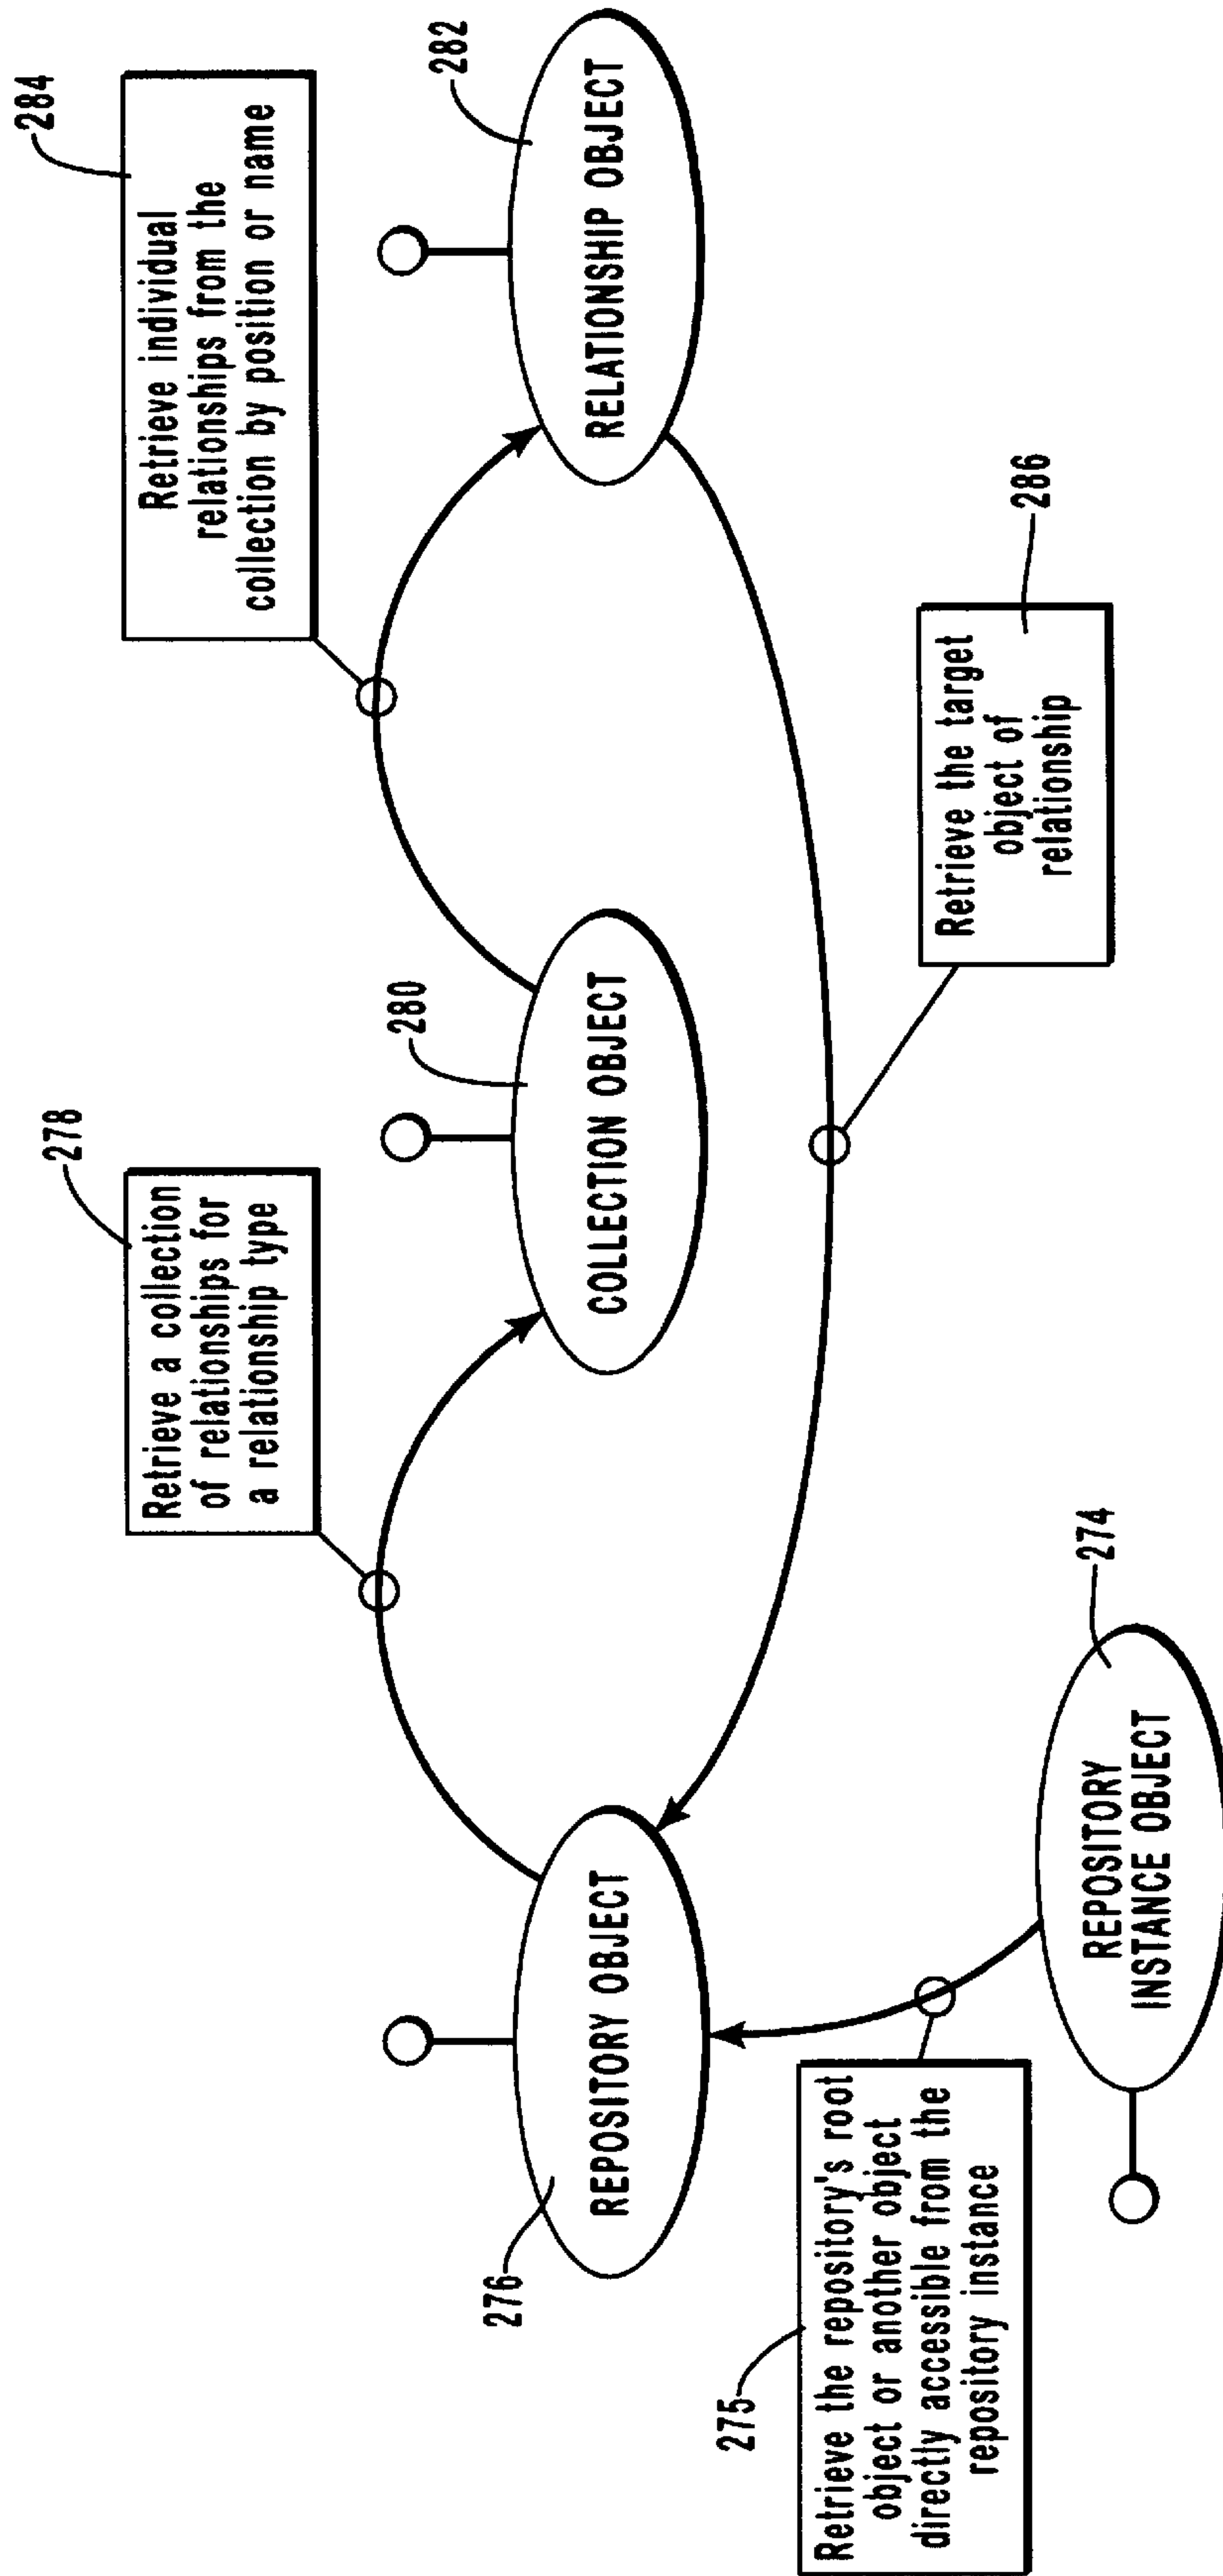 284
Retrieve individual
relationships from the
collection by position or name
278
Retrieve a collection
of relationships for
a relationship type
282
280
276
REPOSITORY OBJECT
COLLECTION OBJECT
RELATIONSHIP OBJECT
275
Retrieve the repository's root
object or another object
directly accessible from the
repository instance
274
REPOSITORY
INSTANCE OBJECT
286
Retrieve the target
object of
relationship